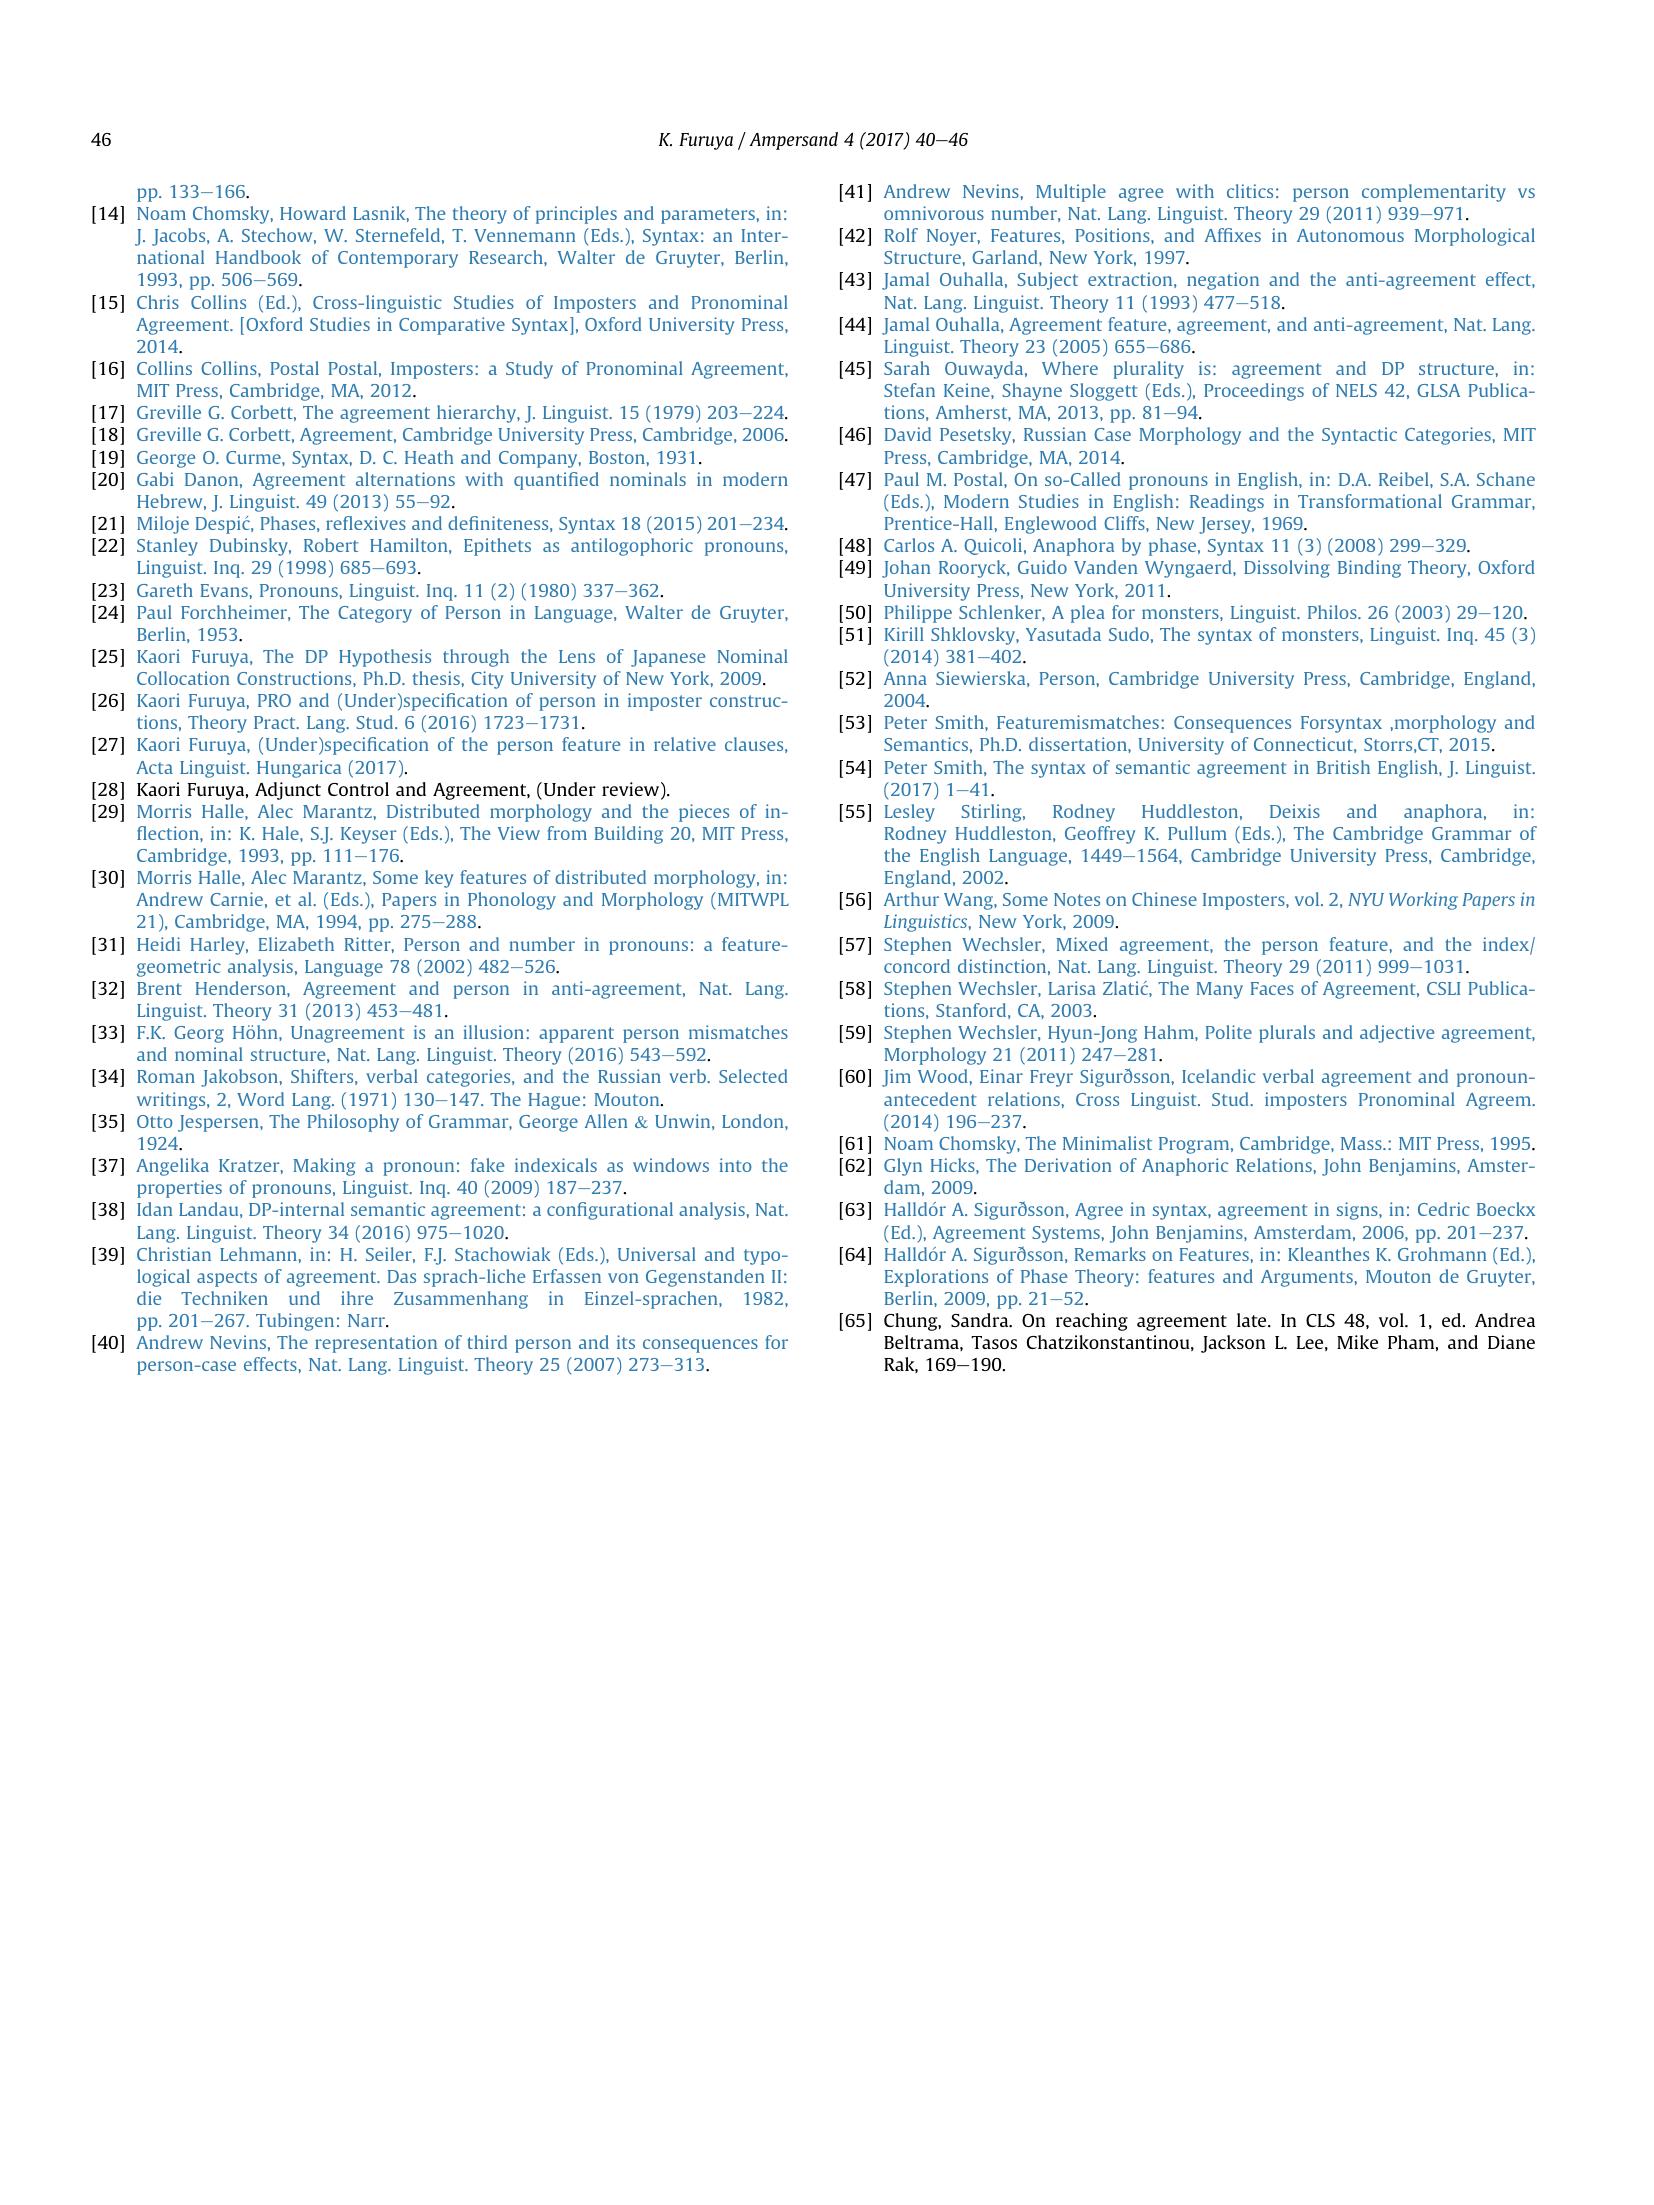 46
K. Furuya / Ampersand 4 (2017) 40–46
pp. 133–166.
[14] Noam Chomsky, Howard Lasnik, The theory of principles and parameters, in:
J. Jacobs, A. Stechow, W. Sternefeld, T. Vennemann (Eds.), Syntax: an Inter-
national Handbook of Contemporary Research, Walter de Gruyter, Berlin,
1993, pp. 506–569.
[15] Chris Collins (Ed.), Cross-linguistic Studies of Imposters and Pronominal
Agreement. [Oxford Studies in Comparative Syntax], Oxford University Press,
2014.
[16] Collins Collins, Postal Postal, Imposters: a Study of Pronominal Agreement,
MIT Press, Cambridge, MA, 2012.
[17] Greville G. Corbett, The agreement hierarchy, J. Linguist. 15 (1979) 203–224.
[18] Greville G. Corbett, Agreement, Cambridge University Press, Cambridge, 2006.
[19] George O. Curme, Syntax, D. C. Heath and Company, Boston, 1931.
[20] Gabi Danon, Agreement alternations with quantified nominals in modern
Hebrew, J. Linguist. 49 (2013) 55–92.
[21] Miloje Despić, Phases, reflexives and definiteness, Syntax 18 (2015) 201–234.
[22] Stanley Dubinsky, Robert Hamilton, Epithets as antilogophoric pronouns,
Linguist. Inq. 29 (1998) 685–693.
[23] Gareth Evans, Pronouns, Linguist. Inq. 11 (2) (1980) 337–362.
[24] Paul Forchheimer, The Category of Person in Language, Walter de Gruyter,
Berlin, 1953.
[25] Kaori Furuya, The DP Hypothesis through the Lens of Japanese Nominal
Collocation Constructions, Ph.D. thesis, City University of New York, 2009.
[26] Kaori Furuya, PRO and (Under)specification of person in imposter construc-
tions, Theory Pract. Lang. Stud. 6 (2016) 1723–1731.
[27] Kaori Furuya, (Under)specification of the person feature in relative clauses,
Acta Linguist. Hungarica (2017).
[28] Kaori Furuya, Adjunct Control and Agreement, (Under review).
[29] Morris Halle, Alec Marantz, Distributed morphology and the pieces of in-
flection, in: K. Hale, S.J. Keyser (Eds.), The View from Building 20, MIT Press,
Cambridge, 1993, pp. 111–176.
[30] Morris Halle, Alec Marantz, Some key features of distributed morphology, in:
Andrew Carnie, et al. (Eds.), Papers in Phonology and Morphology (MITWPL
21), Cambridge, MA, 1994, pp. 275–288.
[31] Heidi Harley, Elizabeth Ritter, Person and number in pronouns: a feature-
geometric analysis, Language 78 (2002) 482–526.
[32] Brent Henderson, Agreement and person in anti-agreement, Nat. Lang.
Linguist. Theory 31 (2013) 453–481.
[33] F.K. Georg Höhn, Unagreement is an illusion: apparent person mismatches
and nominal structure, Nat. Lang. Linguist. Theory (2016) 543–592.
[34] Roman Jakobson, Shifters, verbal categories, and the Russian verb. Selected
writings, 2, Word Lang. (1971) 130–147. The Hague: Mouton.
[35] Otto Jespersen, The Philosophy of Grammar, George Allen & Unwin, London,
1924.
[37] Angelika Kratzer, Making a pronoun: fake indexicals as windows into the
properties of pronouns, Linguist. Inq. 40 (2009) 187–237.
[38] Idan Landau, DP-internal semantic agreement: a configurational analysis, Nat.
Lang. Linguist. Theory 34 (2016) 975–1020.
[39] Christian Lehmann, in: H. Seiler, F.J. Stachowiak (Eds.), Universal and typo-
logical aspects of agreement. Das sprach-liche Erfassen von Gegenstanden II:
die Techniken und ihre Zusammenhang in Einzel-sprachen, 1982,
pp. 201–267. Tubingen: Narr.
[40] Andrew Nevins, The representation of third person and its consequences for
person-case effects, Nat. Lang. Linguist. Theory 25 (2007) 273–313.
[41] Andrew Nevins, Multiple agree with clitics: person complementarity vs
omnivorous number, Nat. Lang. Linguist. Theory 29 (2011) 939–971.
[42] Rolf Noyer, Features, Positions, and Affixes in Autonomous Morphological
Structure, Garland, New York, 1997.
[43] Jamal Ouhalla, Subject extraction, negation and the anti-agreement effect,
Nat. Lang. Linguist. Theory 11 (1993) 477–518.
[44] Jamal Ouhalla, Agreement feature, agreement, and anti-agreement, Nat. Lang.
Linguist. Theory 23 (2005) 655–686.
[45] Sarah Ouwayda, Where plurality is: agreement and DP structure, in:
Stefan Keine, Shayne Sloggett (Eds.), Proceedings of NELS 42, GLSA Publica-
tions, Amherst, MA, 2013, pp. 81–94.
[46] David Pesetsky, Russian Case Morphology and the Syntactic Categories, MIT
Press, Cambridge, MA, 2014.
[47] Paul M. Postal, On so-Called pronouns in English, in: D.A. Reibel, S.A. Schane
(Eds.), Modern Studies in English: Readings in Transformational Grammar,
Prentice-Hall, Englewood Cliffs, New Jersey, 1969.
[48] Carlos A. Quicoli, Anaphora by phase, Syntax 11 (3) (2008) 299–329.
[49] Johan Rooryck, Guido Vanden Wyngaerd, Dissolving Binding Theory, Oxford
University Press, New York, 2011.
[50] Philippe Schlenker, A plea for monsters, Linguist. Philos. 26 (2003) 29–120.
[51] Kirill Shklovsky, Yasutada Sudo, The syntax of monsters, Linguist. Inq. 45 (3)
(2014) 381–402.
[52] Anna Siewierska, Person, Cambridge University Press, Cambridge, England,
2004.
[53] Peter Smith, Featuremismatches: Consequences Forsyntax ,morphology and
Semantics, Ph.D. dissertation, University of Connecticut, Storrs,CT, 2015.
[54] Peter Smith, The syntax of semantic agreement in British English, J. Linguist.
(2017) 1–41.
[55] Lesley Stirling, Rodney Huddleston, Deixis and anaphora, in:
Rodney Huddleston, Geoffrey K. Pullum (Eds.), The Cambridge Grammar of
the English Language, 1449–1564, Cambridge University Press, Cambridge,
England, 2002.
[56] Arthur Wang, Some Notes on Chinese Imposters, vol. 2, NYU Working Papers in
Linguistics, New York, 2009.
[57] Stephen Wechsler, Mixed agreement, the person feature, and the index/
concord distinction, Nat. Lang. Linguist. Theory 29 (2011) 999–1031.
[58] Stephen Wechsler, Larisa Zlatić, The Many Faces of Agreement, CSLI Publica-
tions, Stanford, CA, 2003.
[59] Stephen Wechsler, Hyun-Jong Hahm, Polite plurals and adjective agreement,
Morphology 21 (2011) 247–281.
[60] Jim Wood, Einar Freyr Sigurðsson, Icelandic verbal agreement and pronoun-
antecedent relations, Cross Linguist. Stud. imposters Pronominal Agreem.
(2014) 196–237.
[61] Noam Chomsky, The Minimalist Program, Cambridge, Mass.: MIT Press, 1995.
[62] Glyn Hicks, The Derivation of Anaphoric Relations, John Benjamins, Amster-
dam, 2009.
[63] Halldór A. Sigurðsson, Agree in syntax, agreement in signs, in: Cedric Boeckx
(Ed.), Agreement Systems, John Benjamins, Amsterdam, 2006, pp. 201–237.
[64] Halldór A. Sigurðsson, Remarks on Features, in: Kleanthes K. Grohmann (Ed.),
Explorations of Phase Theory: features and Arguments, Mouton de Gruyter,
Berlin, 2009, pp. 21–52.
[65] Chung, Sandra. On reaching agreement late. In CLS 48, vol. 1, ed. Andrea
Beltrama, Tasos Chatzikonstantinou, Jackson L. Lee, Mike Pham, and Diane
Rak, 169–190.